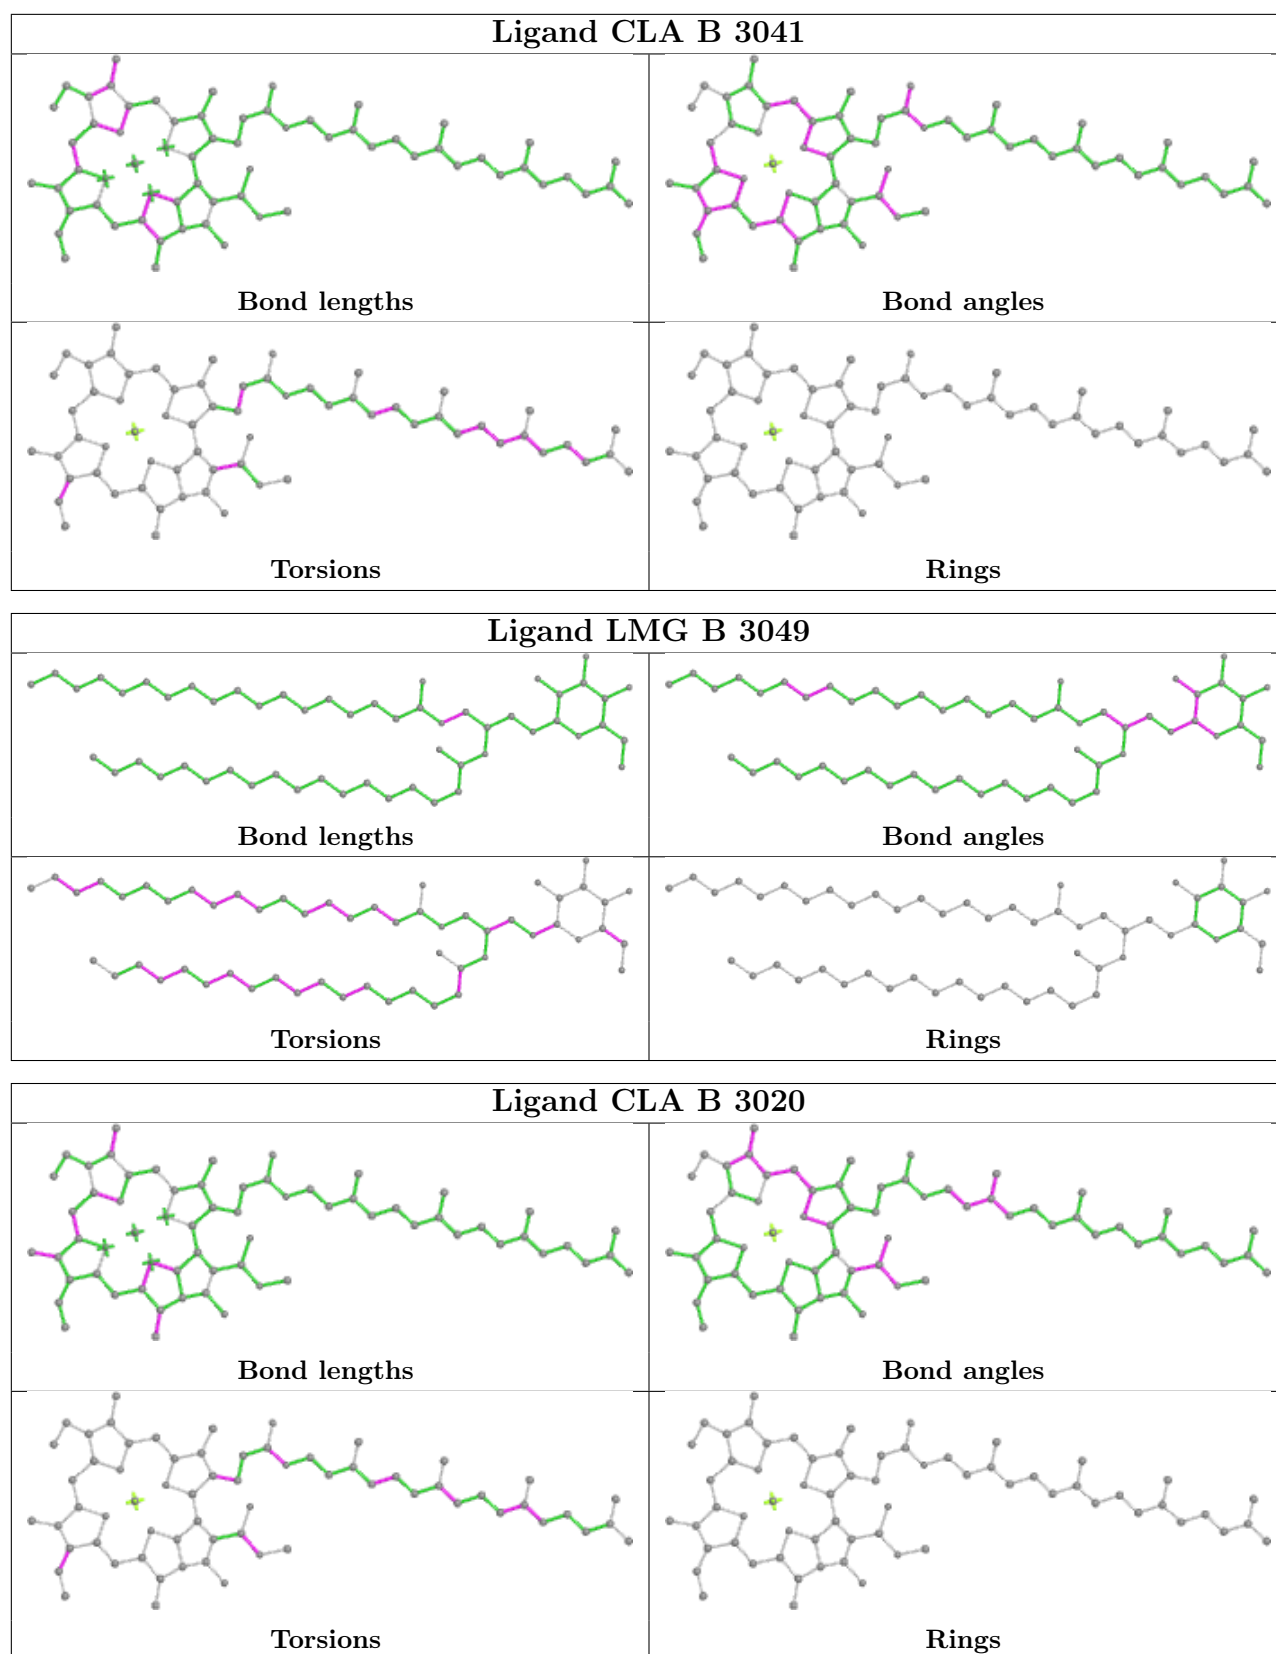 Ligand CLA B 3041
Bond lengths
Bond angles
Torsions
Rings
Ligand LMG B 3049
Bond lengths
Bond angles
Torsions
Rings
Ligand CLA B 3020
Bond lengths
Bond angles
Torsions
Rings